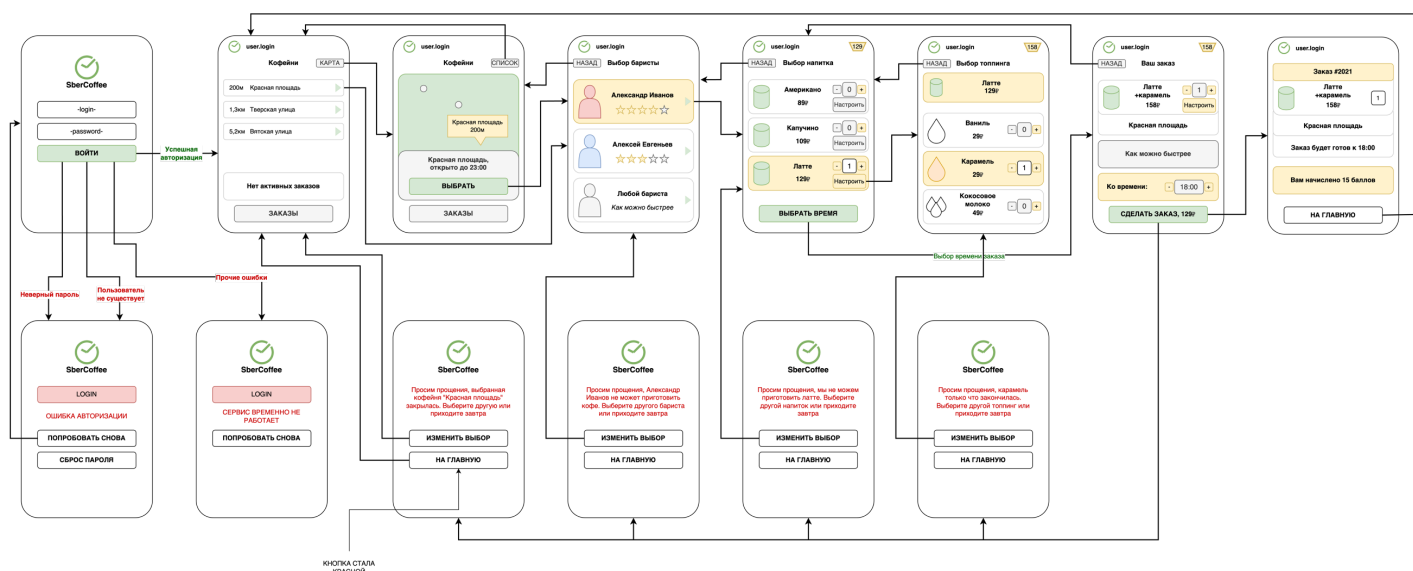 SberCoffee
-login-
-password-
ВОЙТИ
Успешная
авторизация
user.login
Кофейни
КАРТА
200м Красная площадь
1,3км Тверская улица
5,2км Вятская улица
Нет активных заказов
ЗАКАЗЫ
user.login
Кофейни
СПИСОК
Красная площадь
200м
Красная площадь,
открыто до 23:00
ВЫБРАТЬ
ЗАКАЗЫ
user.login
НАЗАД
Выбор баристы
Александр Иванов
Алексей Евгеньев
Любой бариста
Как можно быстрее
user.login
129
НАЗАД
Выбор напитка
Американо
- 0 +
89₽
Настроить
Капучино
- 0 +
109₽
Настроить
Латте
- 1 +
129₽
Настроить
ВЫБРАТЬ ВРЕМЯ
user.login
158
НАЗАД
Выбор топпинга
Латте
129₽
Ваниль
29₽
- 0 +
Карамель
29₽
- 1 +
Кокосовое
молоко
49₽
- 0 +
user.login
158
НАЗАД
Ваш заказ
Латте
+карамель
158₽
- 1 +
Настроить
Красная площадь
Как можно быстрее
Ко времени:
- 18:00 +
СДЕЛАТЬ ЗАКАЗ, 129₽
user.login
Заказ #2021
Латте
+карамель
158₽
1
Красная площадь
Заказ будет готов к 18:00
Вам начислено 15 баллов
НА ГЛАВНУЮ
Выбор времени заказа
Неверный пароль
Пользователь
не существует
Прочие ошибки
SberCoffee
LOGIN
ОШИБКА АВТОРИЗАЦИИ
ПОПРОБОВАТЬ СНОВА
СБРОС ПАРОЛЯ
SberCoffee
LOGIN
СЕРВИС ВРЕМЕННО НЕ
РАБОТАЕТ
ПОПРОБОВАТЬ СНОВА
SberCoffee
Просим прощения, выбранная
кофейня "Красная площадь"
закрылась. Выберите другую или
приходите завтра
ИЗМЕНИТЬ ВЫБОР
НА ГЛАВНУЮ
SberCoffee
Просим прощения, Александр
Иванов не может приготовить
кофе. Выберите другого бариста
или приходите завтра
ИЗМЕНИТЬ ВЫБОР
НА ГЛАВНУЮ
SberCoffee
Просим прощения, мы не можем
приготовить латте. Выберите
другой напиток или приходите
завтра
ИЗМЕНИТЬ ВЫБОР
НА ГЛАВНУЮ
SberCoffee
Просим прощения, карамель
только что закончилась.
Выберите другой топпинг или
приходите завтра
ИЗМЕНИТЬ ВЫБОР
НА ГЛАВНУЮ
КНОПКА СТАЛА
КРАСНОЙ